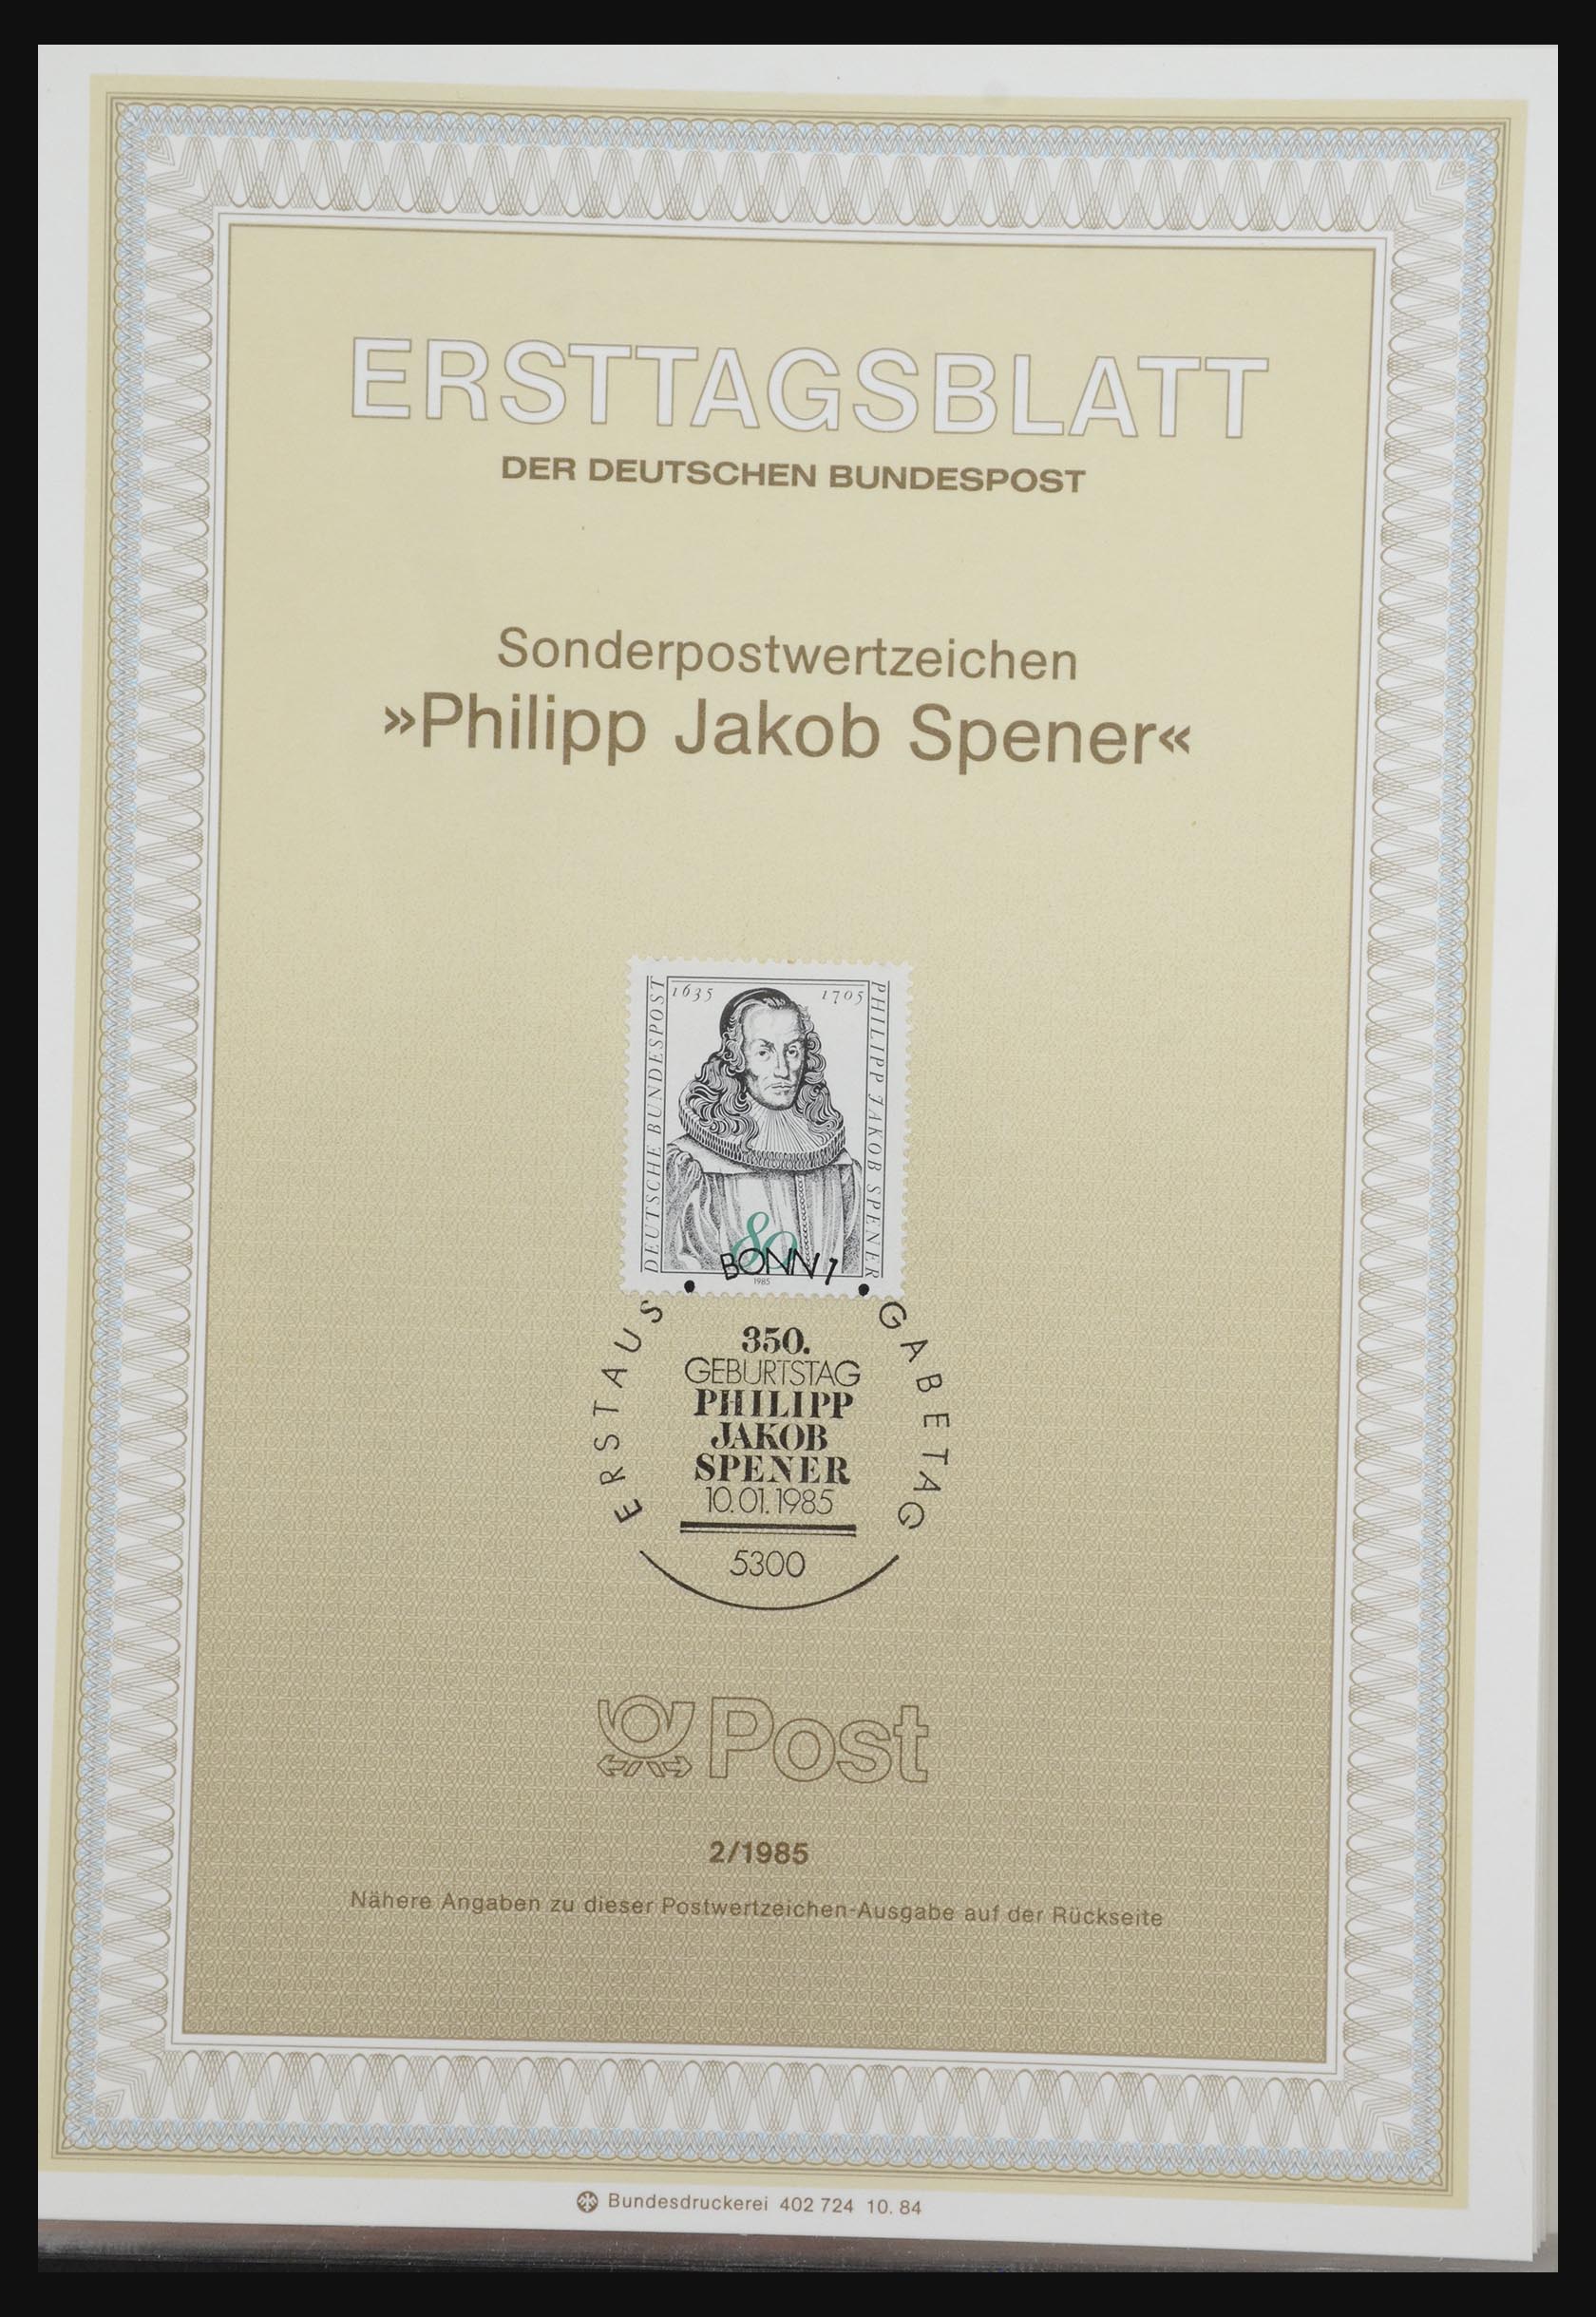 ERSTTAGSBLATT
DER DEUTSCHEN BUNDESPOST
Sonderpostwertzeichen
»Philipp Jakob Spener«
1635 1705
DEUTSCHE BUNDESPOST
PHILIPP JAKOB SPENER
80
1985
BONN 1
ERSTAUSGABETAG
350.
GEBURTSTAG
PHILIPP
JAKOB
SPENER
10.01.1985
5300
Post
2/1985
Nähere Angaben zu dieser Postwertzeichen-Ausgabe auf der Rückseite
Bundesdruckerei 402 724 10. 84